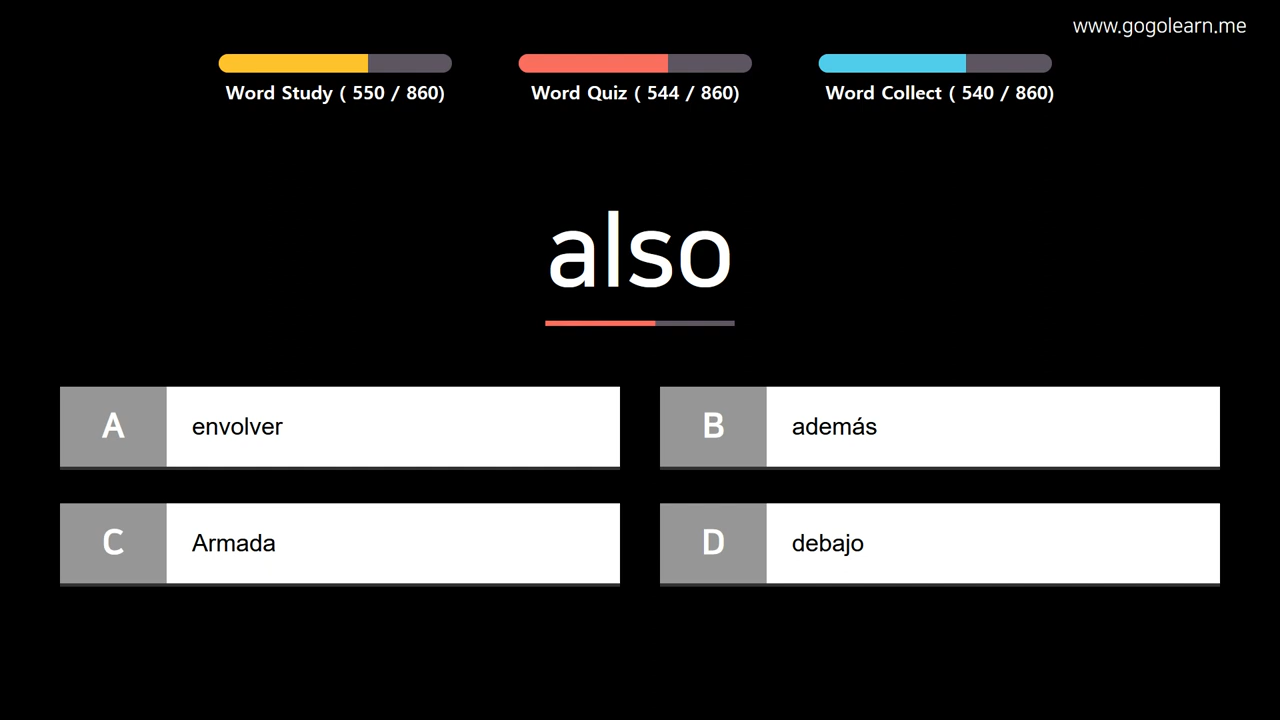 www.gogolearn.me
Word Study ( 550 / 860)
Word Quiz ( 544 / 860)
Word Collect ( 540 / 860)
also
A envolver
B además
C Armada
D debajo